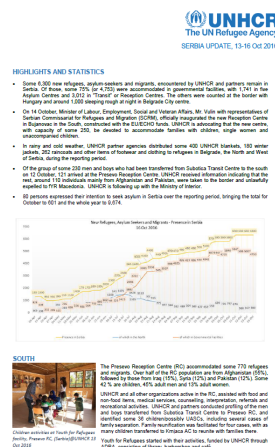 UNHCR
The UN Refugee Agency
SERBIA UPDATE, 13-16 Oct 2016
HIGHLIGHTS AND STATISTICS
Some 6,300 new refugees, asylum-seekers and migrants, encountered by UNHCR and partners remain in
Serbia. Of those, some 75% (or 4,753) were accommodated in governmental facilities, with 1,741 in five
Asylum Centres and 3,012 in "Transit" or Reception Centres. The others were counted at the border with
Hungary and around 1,000 sleeping rough at night in Belgrade City centre.
On 14 October, Minister of Labour, Employment, Social and Veteran Affairs, Mr. Vulin with representatives of
Serbian Commissariat for Refugees and Migration (SCRM), officially inaugurated the new Reception Centre
in Bujanovac in the South, constructed with the EU/ECHO funds. UNHCR is advocating that the new centre,
with capacity of some 250, be devoted to accommodate families with children, single women and
unaccompanied children.
In rainy and cold weather, UNHCR partner agencies distributed some 400 UNHCR blankets, 180 winter
jackets, 262 raincoats and other items of footwear and clothing to refugees in Belgrade, the North and West
of Serbia, during the reporting period.
Of the group of some 230 men and boys who had been transferred from Subotica Transit Centre to the south
on 12 October, 121 arrived at the Presevo Reception Centre. UNHCR received information indicating that the
rest, around 110 individuals mainly from Afghanistan and Pakistan, were taken to the border and unlawfully
expelled to fYR Macedonia. UNHCR is following up with the Ministry of Interior.
80 persons expressed their intention to seek asylum in Serbia over the reporting period, bringing the total for
October to 601 and the whole year to 9,674.
New Refugees, Asylum Seekers and Migrants - Presence in Serbia
SOUTH
The Presevo Reception Centre (RC) accommodated some 770 refugees
and migrants. Over half of the RC population are from Afghanistan (55%),
followed by those from Iraq (15%), Syria (12%) and Pakistan (12%). Some
42 % are children, 45% adult men and 13% adult women.
UNHCR and all other organizations active in the RC, assisted with food and
non-food items, medical services, counselling, interpretation, referrals and
recreational activities. UNHCR and partners conducted profiling of the men
and boys transferred from Subotica Transit Centre to Presevo RC, and
identified some 36 children/possible UASCs, including several cases of
family separation. Family reunification was facilitated for four cases, with as
many children transferred to Krnjaca AC to reunite with families there.
Youth for Refugees started with their activities, funded by UNHCR through
Children activities at Youth for Refugees
facility, Presevo RC, (Serbia)@UNHCR 13
Oct 2016